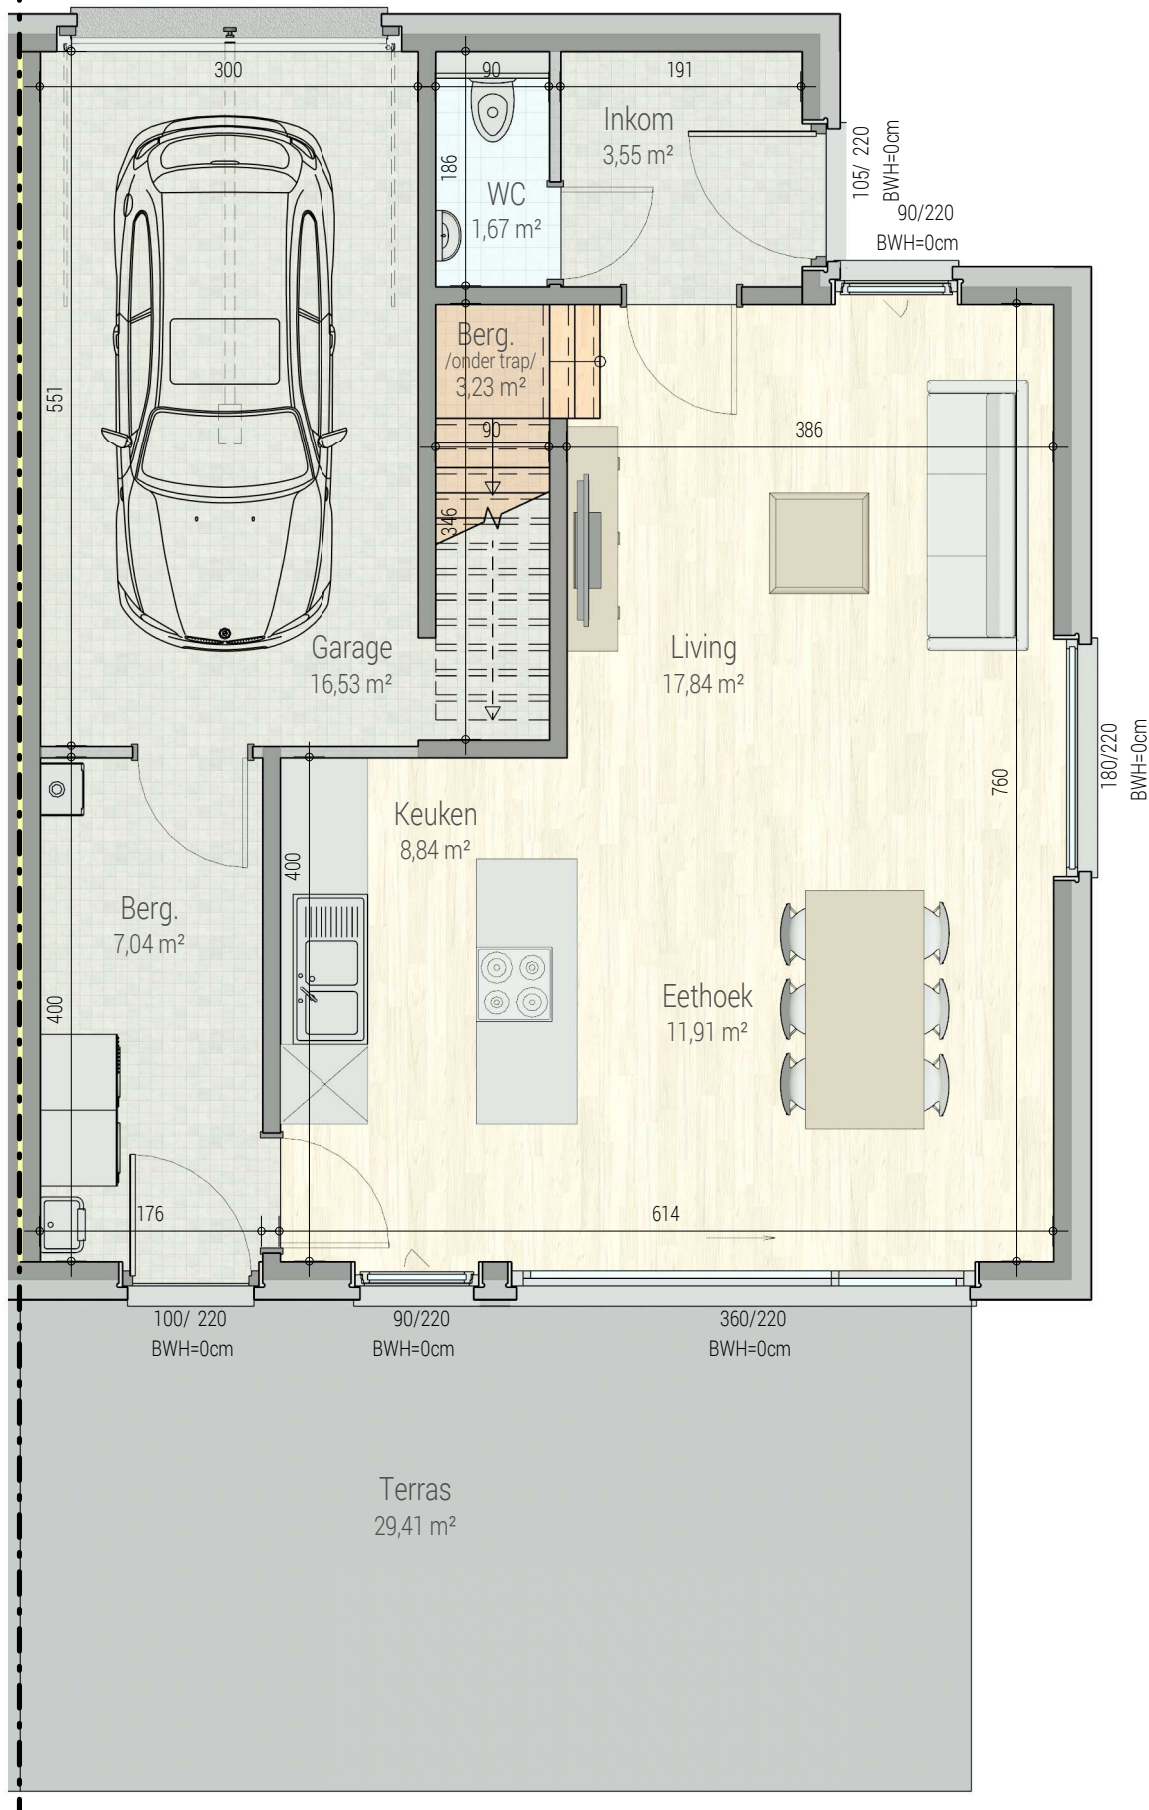 300
90
191
Inkom
3,55 m²
105/ 220
BWH=0cm
186
WC
1,67 m²
90/220
BWH=0cm
Berg.
/onder trap/
3,23 m²
551
90
386
346
Garage
16,53 m²
Living
17,84 m²
180/220
BWH=0cm
760
Keuken
8,84 m²
400
Berg.
7,04 m²
Eethoek
11,91 m²
400
176
614
100/ 220
BWH=0cm
90/220
BWH=0cm
360/220
BWH=0cm
Terras
29,41 m²